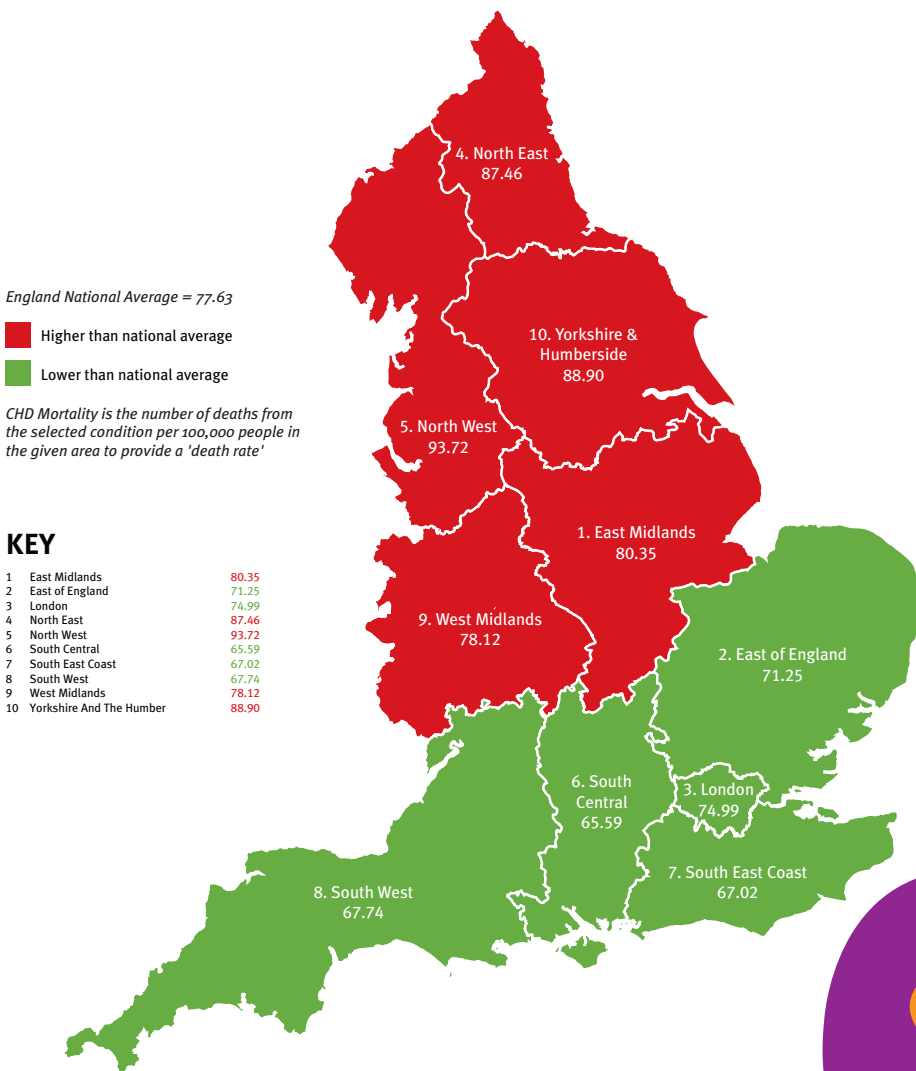 4. North East
87.46
England National Average = 77.63
Higher than national average
Lower than national average
CHD Mortality is the number of deaths from
the selected condition per 100,000 people in
the given area to provide a 'death rate'
10. Yorkshire &
Humberside
88.90
5. North West
93.72
1. East Midlands
80.35
KEY
1 East Midlands 80.35
2 East of England 71.25
3 London 74.99
4 North East 87.46
5 North West 93.72
6 South Central 65.59
7 South East Coast 67.02
8 South West 67.74
9 West Midlands 78.12
10 Yorkshire And The Humber 88.90
9. West Midlands
78.12
2. East of England
71.25
6. South
Central
65.59
3. London
74.99
7. South East Coast
67.02
8. South West
67.74